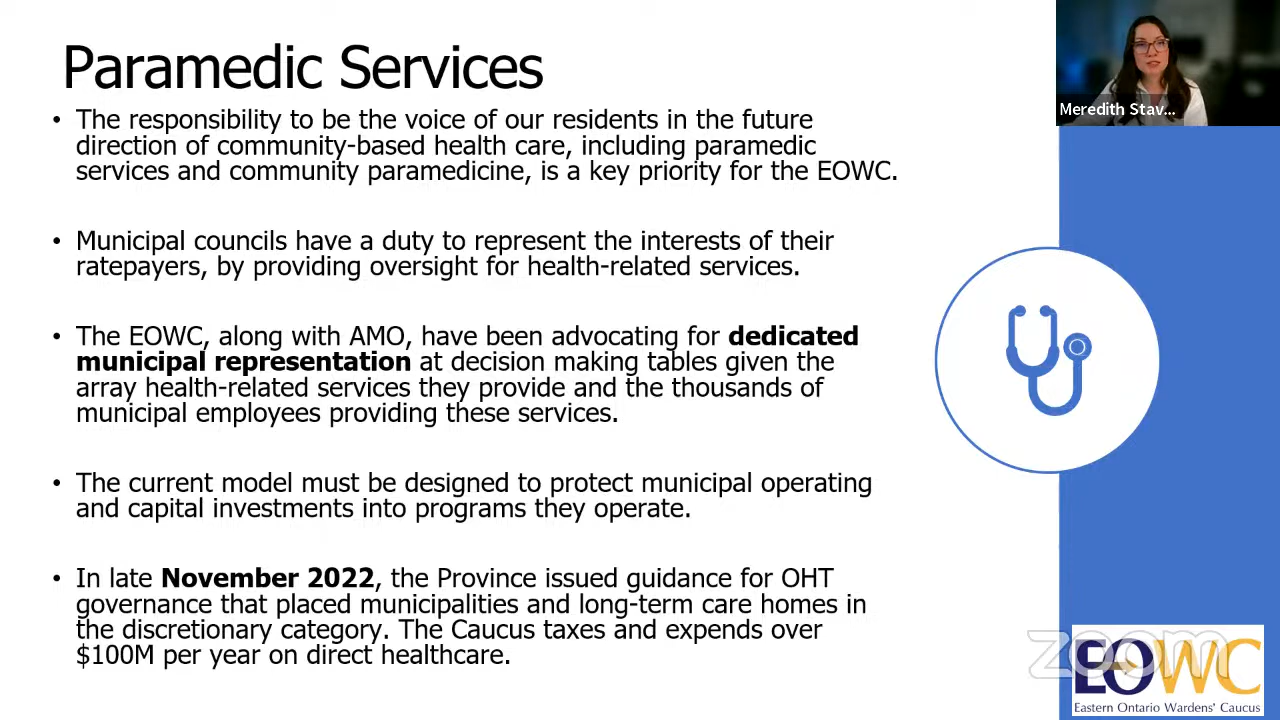 Paramedic Services
• The responsibility to be the voice of our residents in the future
direction of community-based health care, including paramedic
services and community paramedicine, is a key priority for the EOWC.
• Municipal councils have a duty to represent the interests of their
ratepayers, by providing oversight for health-related services.
• The EOWC, along with AMO, have been advocating for dedicated
municipal representation at decision making tables given the
array health-related services they provide and the thousands of
municipal employees providing these services.
• The current model must be designed to protect municipal operating
and capital investments into programs they operate.
• In late November 2022, the Province issued guidance for OHT
governance that placed municipalities and long-term care homes in
the discretionary category. The Caucus taxes and expends over
$100M per year on direct healthcare.
Meredith Stav...
zoom
EOWC
Eastern Ontario Wardens' Caucus